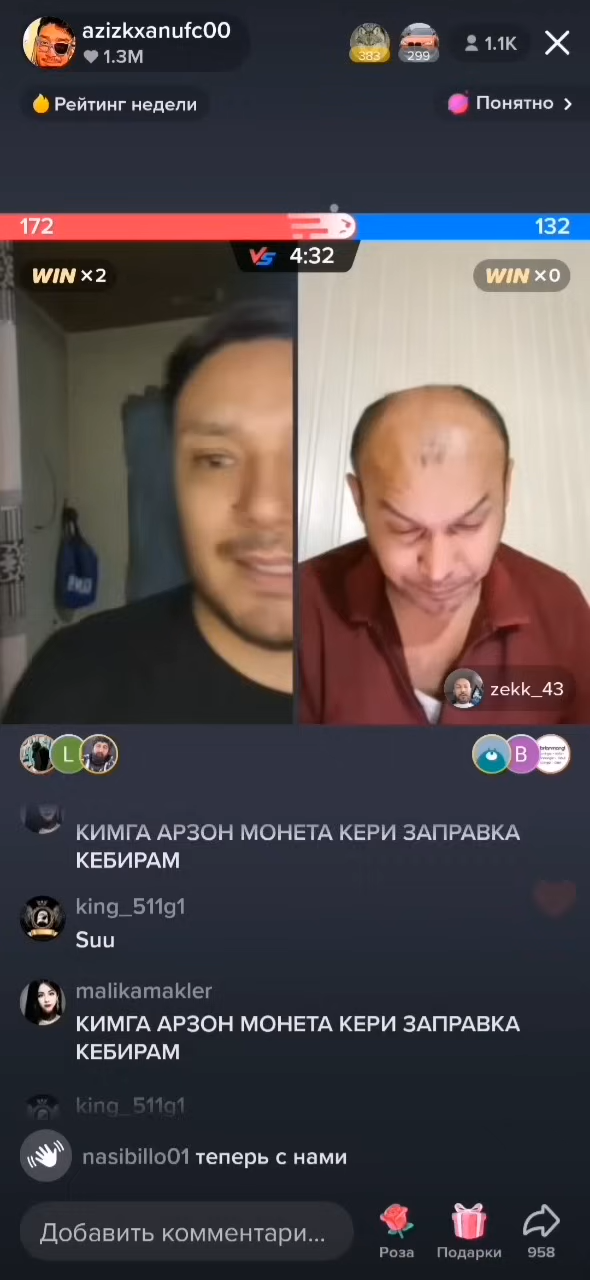 azizkxanufc00
1.3M
383
299
1.1K
Рейтинг недели
Понятно
172
132
VS 4:32
WIN ×2
WIN ×0
zekk_43
L
B
КИМГА АРЗОН МОНЕТА КЕРИ ЗАПРАВКА
КЕБИРАМ
king_511g1
Suu
malikamakler
КИМГА АРЗОН МОНЕТА КЕРИ ЗАПРАВКА
КЕБИРАМ
king_511g1
nasibillo01 теперь с нами
Добавить комментари...
Роза
Подарки
958